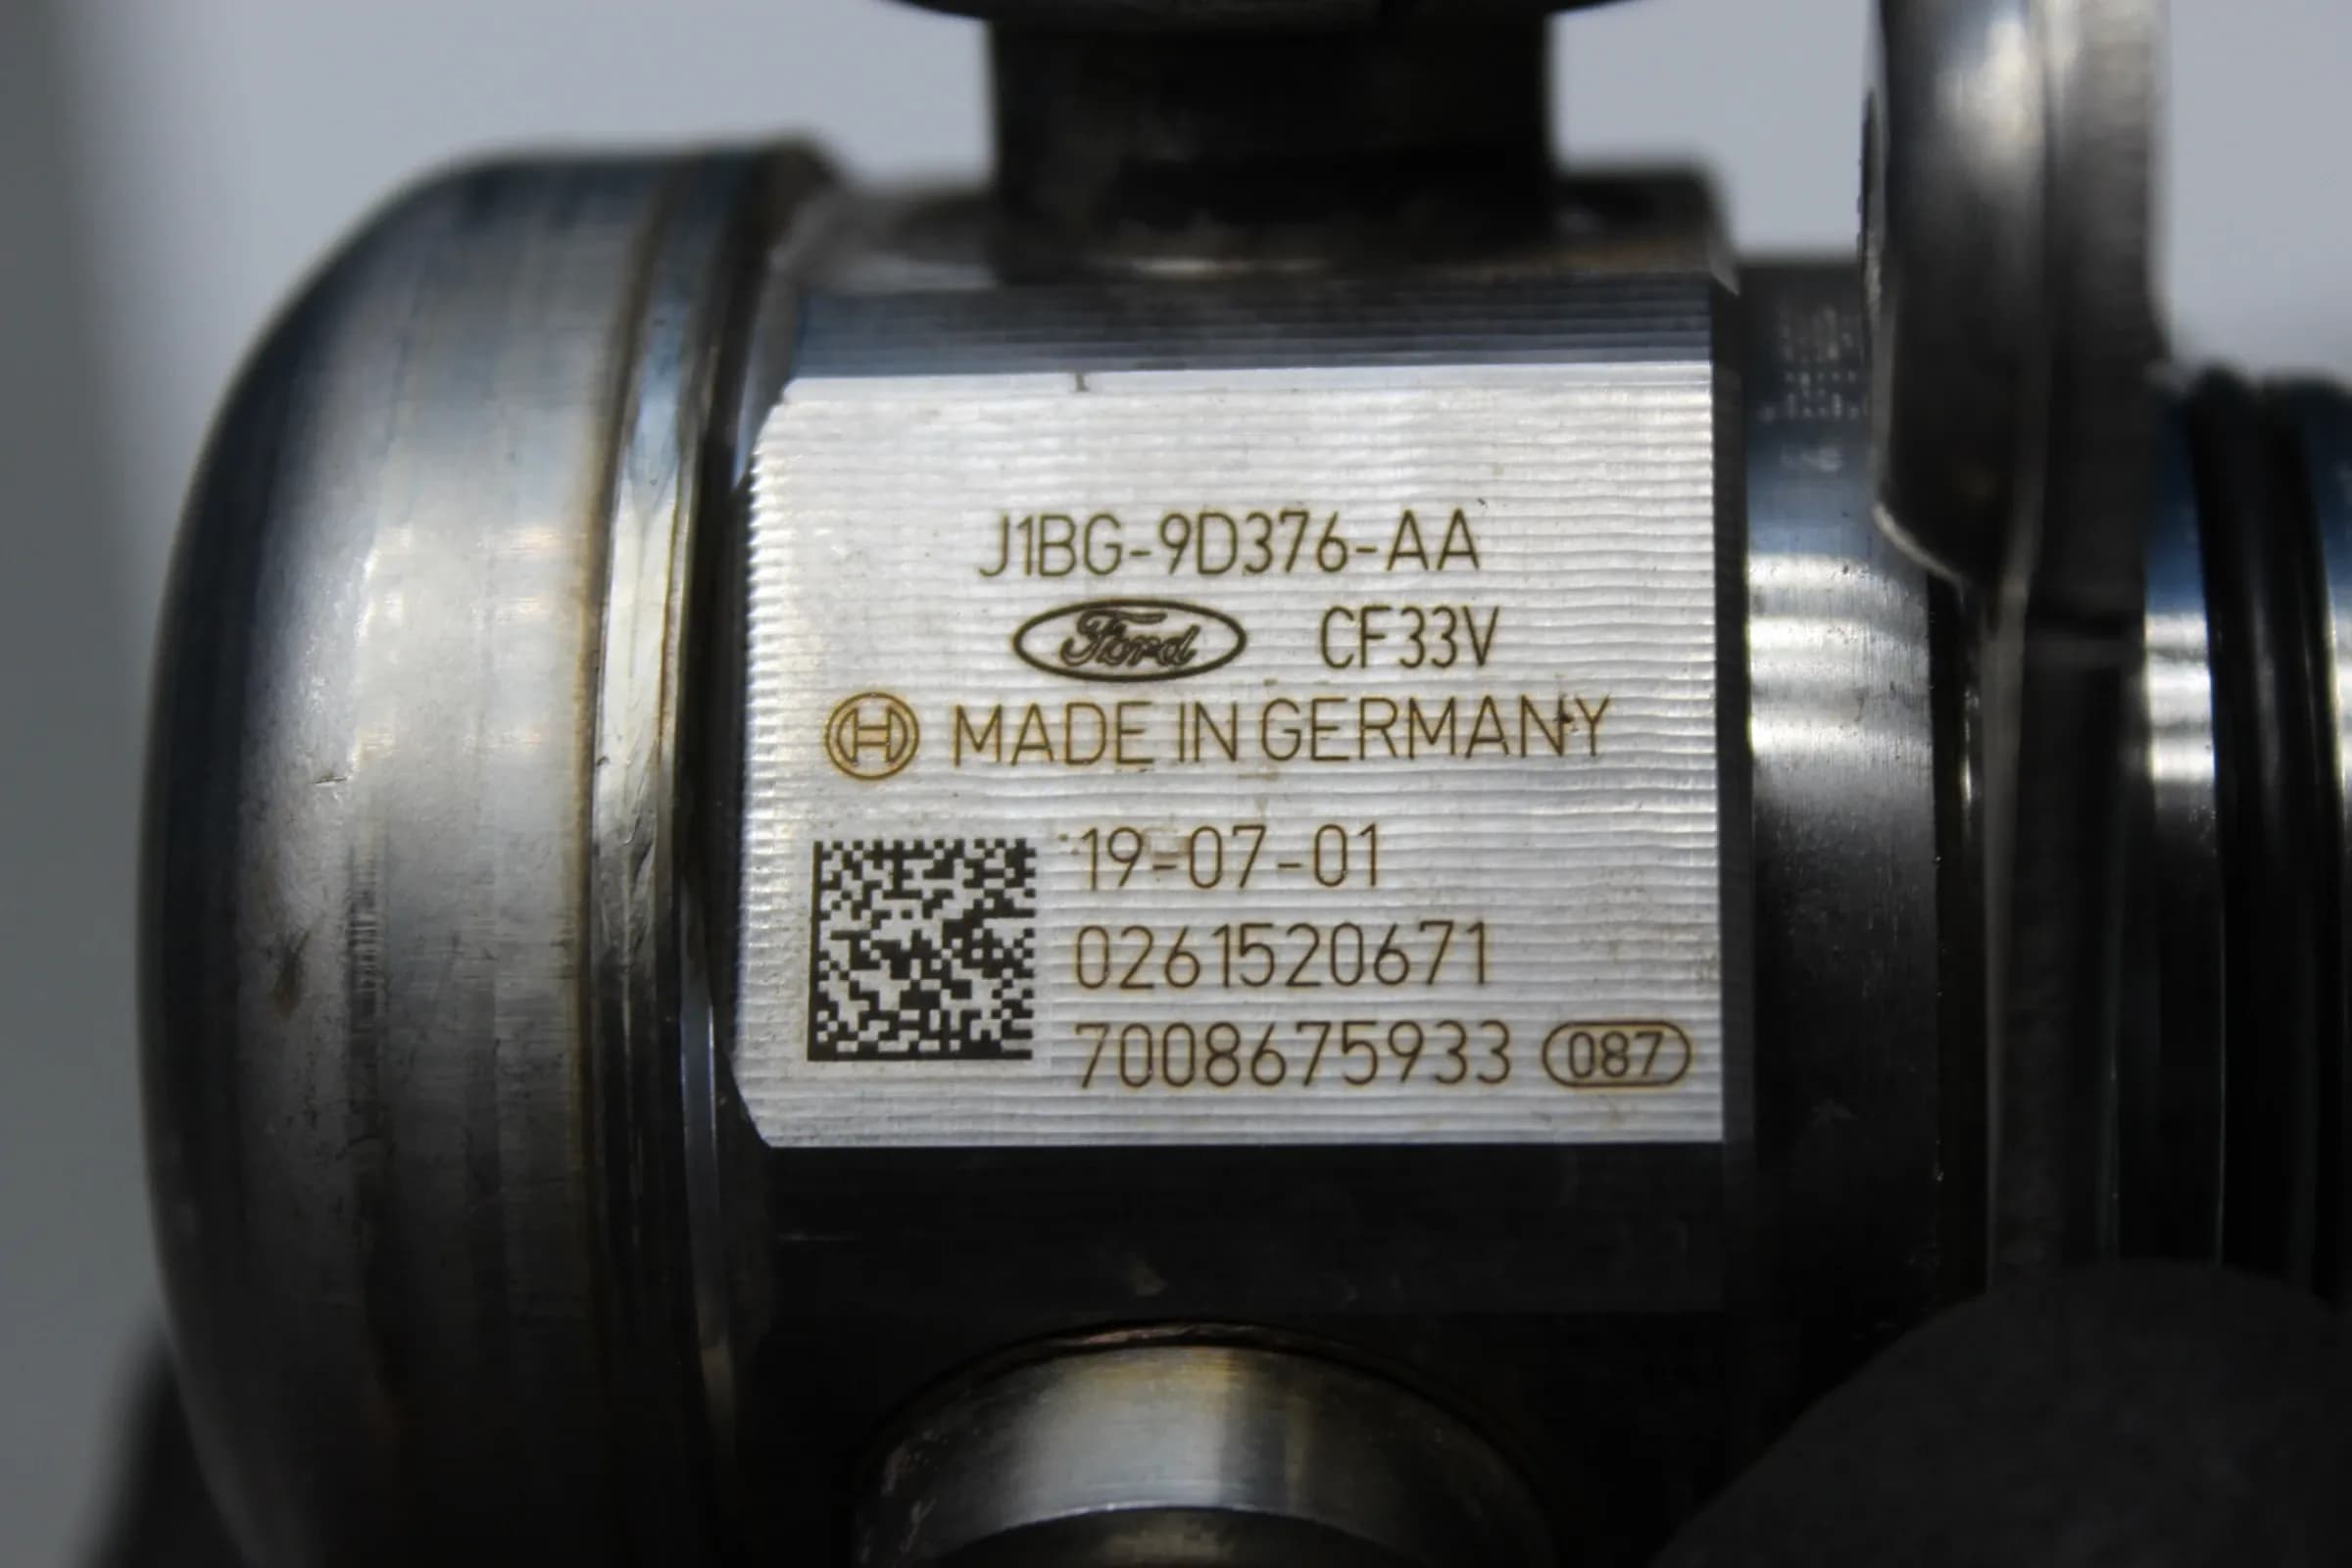 J1BG-9D376-AA
Ford CF33V
MADE IN GERMANY
19-07-01
0261520671
7008675933 087